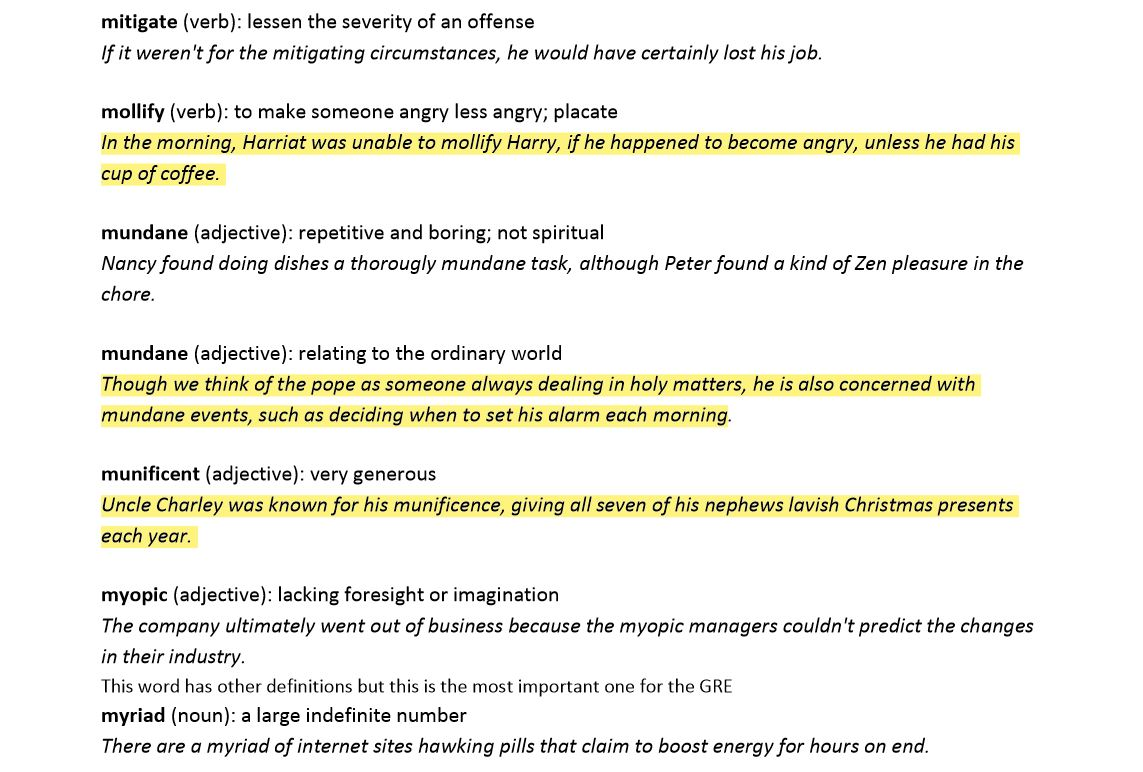 mitigate (verb): lessen the severity of an offense
If it weren't for the mitigating circumstances, he would have certainly lost his job.
mollify (verb): to make someone angry less angry; placate
In the morning, Harriat was unable to mollify Harry, if he happened to become angry, unless he had his
cup of coffee.
mundane (adjective): repetitive and boring; not spiritual
Nancy found doing dishes a thorougly mundane task, although Peter found a kind of Zen pleasure in the
chore.
mundane (adjective): relating to the ordinary world
Though we think of the pope as someone always dealing in holy matters, he is also concerned with
mundane events, such as deciding when to set his alarm each morning.
munificent (adjective): very generous
Uncle Charley was known for his munificence, giving all seven of his nephews lavish Christmas presents
each year.
myopic (adjective): lacking foresight or imagination
The company ultimately went out of business because the myopic managers couldn't predict the changes
in their industry.
This word has other definitions but this is the most important one for the GRE
myriad (noun): a large indefinite number
There are a myriad of internet sites hawking pills that claim to boost energy for hours on end.